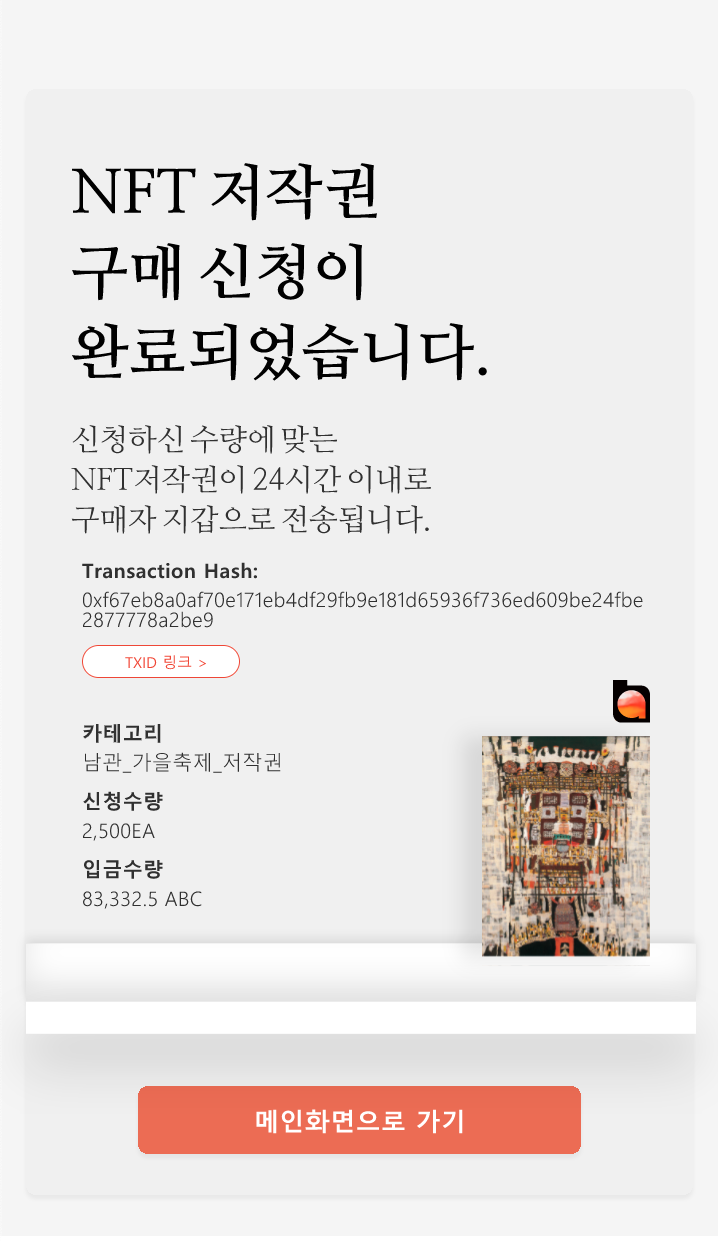 NFT 저작권
구매 신청이
완료되었습니다.
신청하신 수량에 맞는
NFT저작권이 24시간 이내로
구매자 지갑으로 전송됩니다.
Transaction Hash:
0xf67eb8a0af70e171eb4df29fb9e181d65936f736ed609be24fbe
2877778a2be9
TXID 링크 >
카테고리
남관_가을축제_저작권
신청수량
2,500EA
입금수량
83,332.5 ABC
메인화면으로 가기